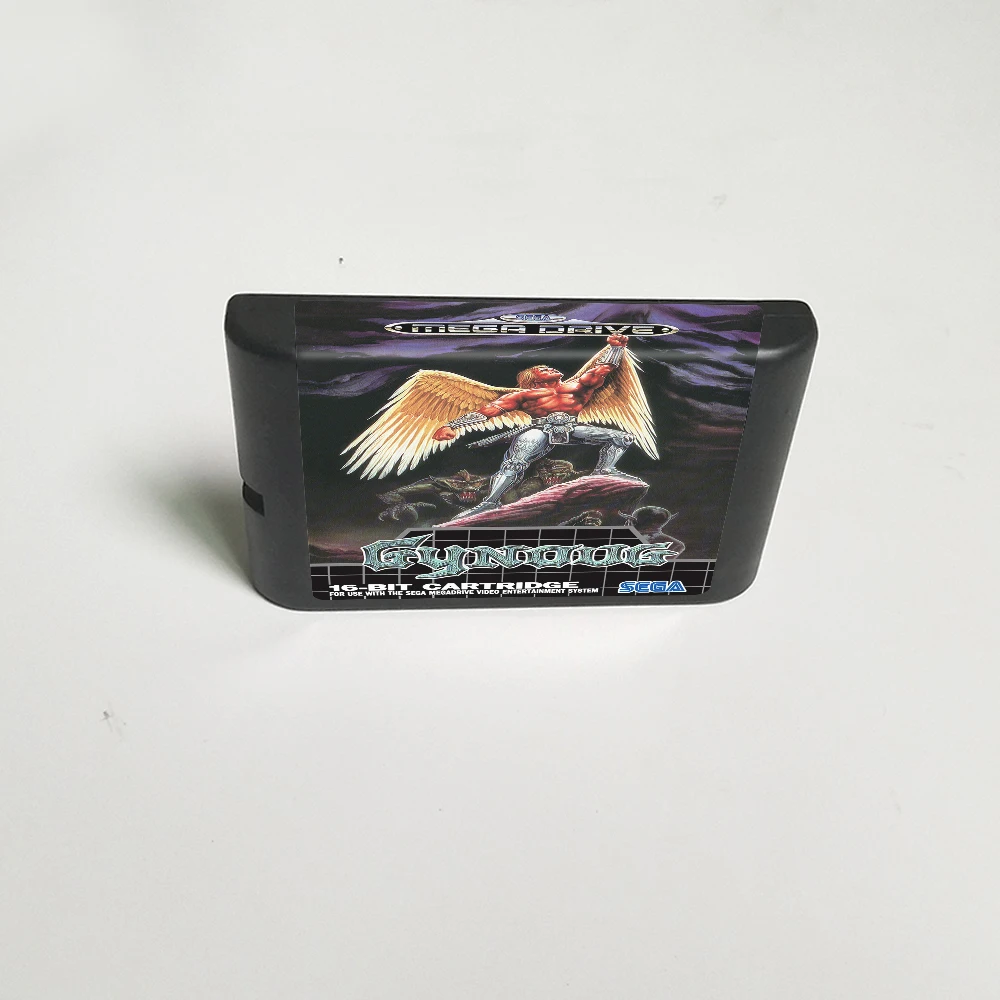 SEGA
MEGA DRIVE
GYNOUG
16-BIT CARTRIDGE
FOR USE WITH THE SEGA MEGADRIVE VIDEO ENTERTAINMENT SYSTEM
SEGA